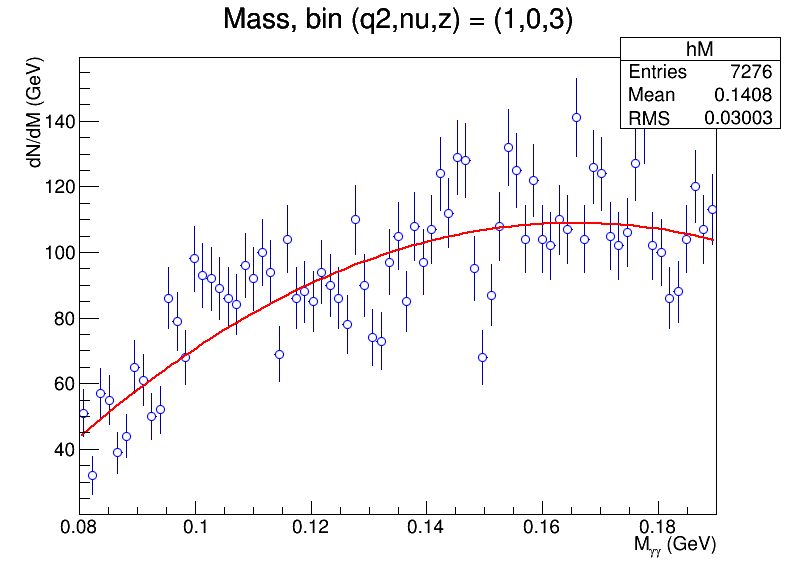 Mass, bin (q2,nu,z) = (1,0,3)
hM
Entries 7276
Mean 0.1408
RMS 0.03003
dN/dM (GeV)
140
120
100
80
60
40
0.08 0.1 0.12 0.14 0.16 0.18
Mγγ (GeV)